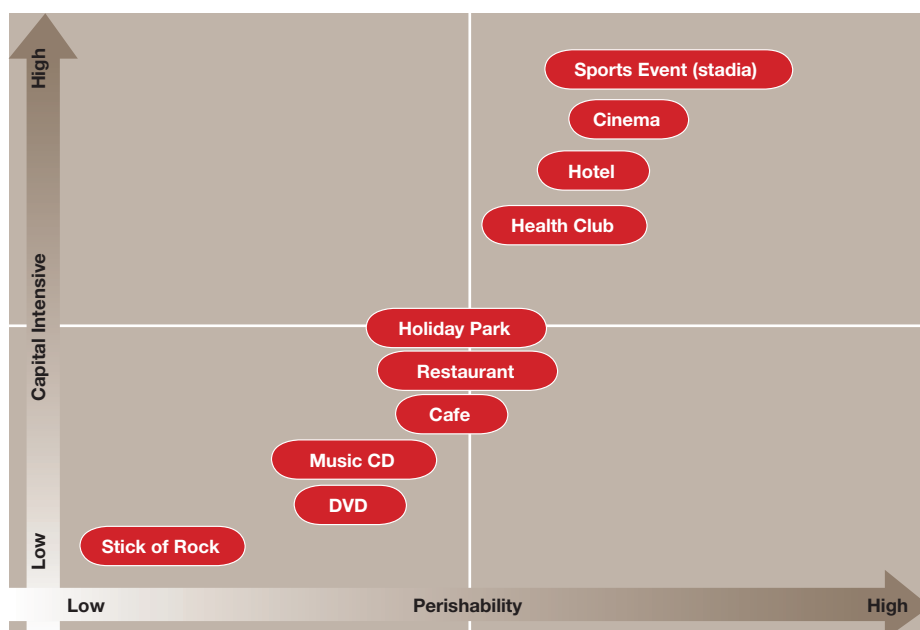 High
Sports Event (stadia)
Cinema
Hotel
Health Club
Capital Intensive
Holiday Park
Restaurant
Cafe
Music CD
DVD
Low
Stick of Rock
Low
Perishability
High